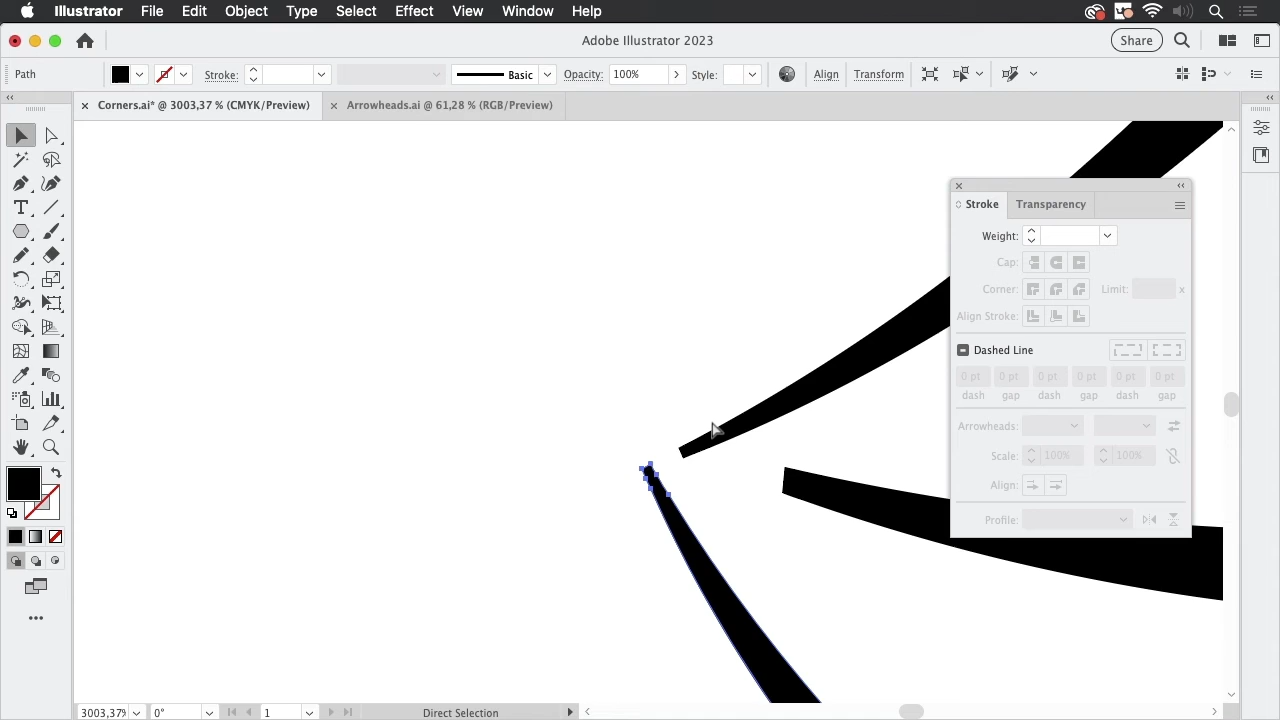 Illustrator File Edit Object Type Select Effect View Window Help
Adobe Illustrator 2023
Share
Path
Stroke:
Basic
Opacity: 100%
Style:
Align
Transform
Corners.ai* @ 3003,37 % (CMYK/Preview)
Arrowheads.ai @ 61,28 % (RGB/Preview)
Stroke
Transparency
Weight:
Cap:
Corner:
Limit:
x
Align Stroke:
Dashed Line
0 pt 0 pt 0 pt 0 pt 0 pt 0 pt
dash gap dash gap dash gap
Arrowheads:
Scale: 100% 100%
Align:
Profile:
3003,37%
0°
1
Direct Selection